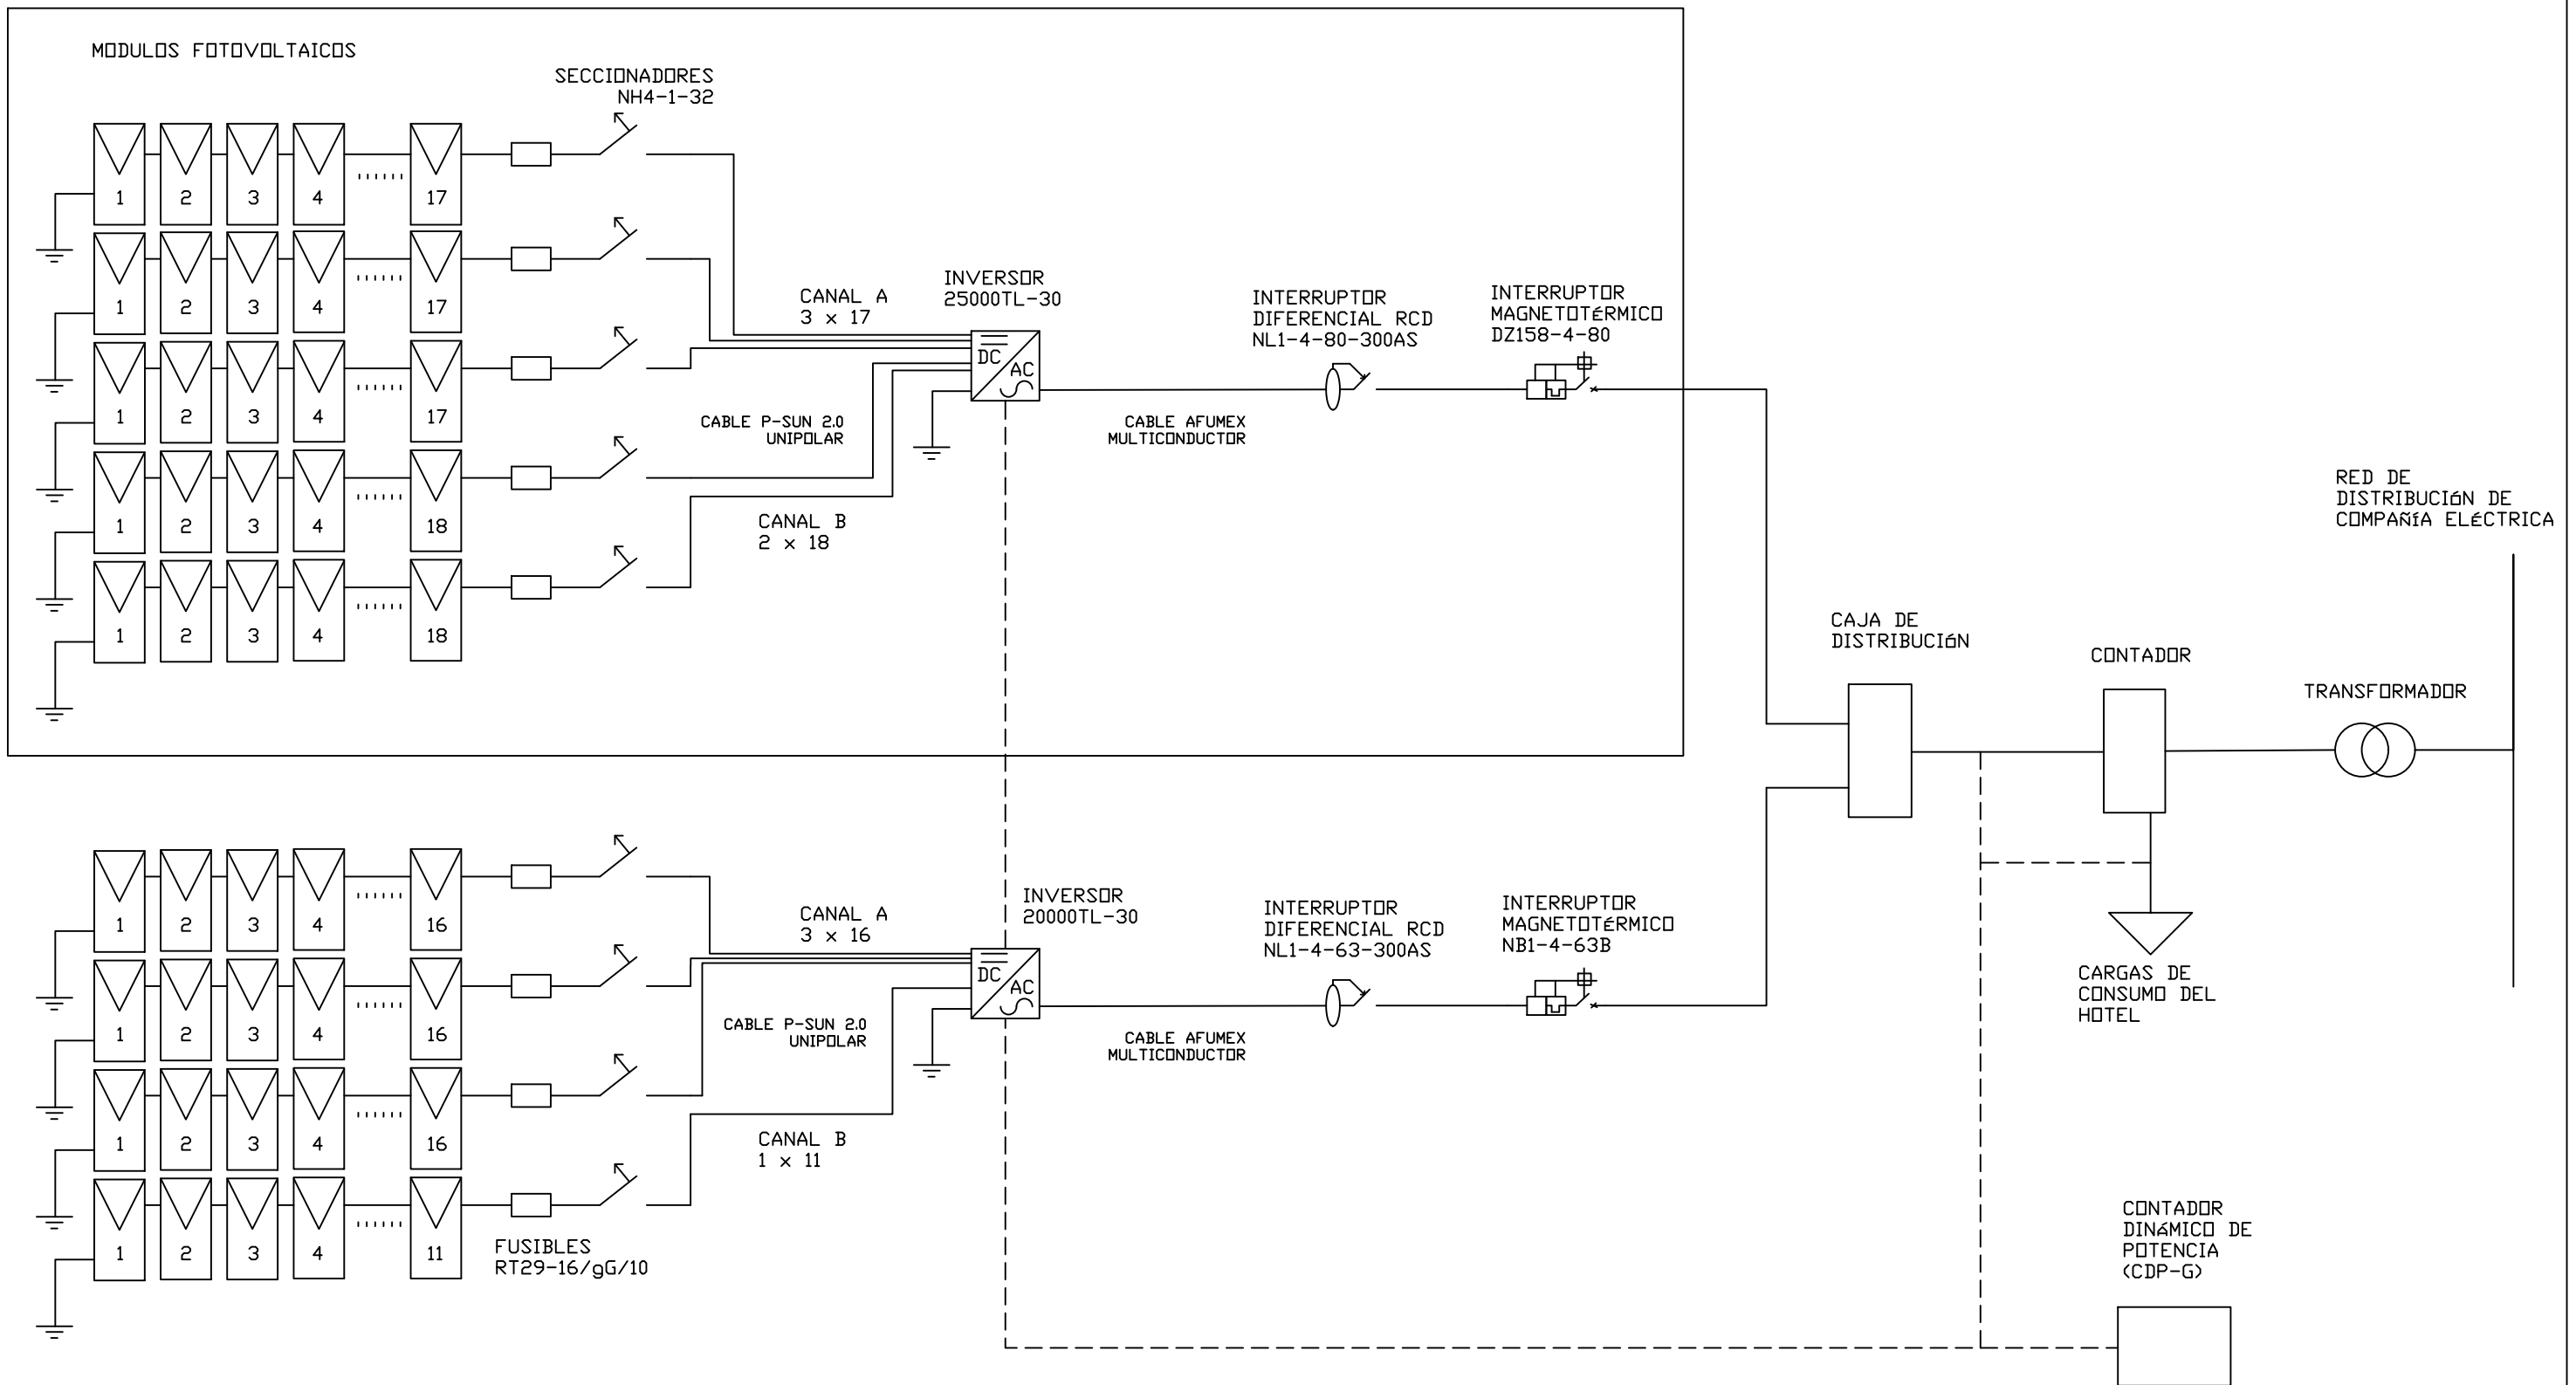 MODULOS FOTOVOLTAICOS
SECCIONADORES
NH4-1-32
1 2 3 4 17
1 2 3 4 17
1 2 3 4 17
1 2 3 4 18
1 2 3 4 18
CANAL A
3 x 17
INVERSOR
25000TL-30
DC
AC
CABLE P-SUN 2.0
UNIPOLAR
CANAL B
2 x 18
INTERRUPTOR
DIFERENCIAL RCD
NL1-4-80-300AS
CABLE AFUMEX
MULTICONDUCTOR
INTERRUPTOR
MAGNETOTéRMICO
DZ158-4-80
RED DE
DISTRIBUCIóN DE
COMPAñíA ELéCTRICA
CAJA DE
DISTRIBUCIóN
CONTADOR
TRANSFORMADOR
1 2 3 4 16
1 2 3 4 16
1 2 3 4 16
1 2 3 4 11
CANAL A
3 x 16
INVERSOR
20000TL-30
DC
AC
CABLE P-SUN 2.0
UNIPOLAR
CANAL B
1 x 11
FUSIBLES
RT29-16/gG/10
INTERRUPTOR
DIFERENCIAL RCD
NL1-4-63-300AS
CABLE AFUMEX
MULTICONDUCTOR
INTERRUPTOR
MAGNETOTéRMICO
NB1-4-63B
CARGAS DE
CONSUMO DEL
HOTEL
CONTADOR
DINáMICO DE
POTENCIA
(CDP-G)